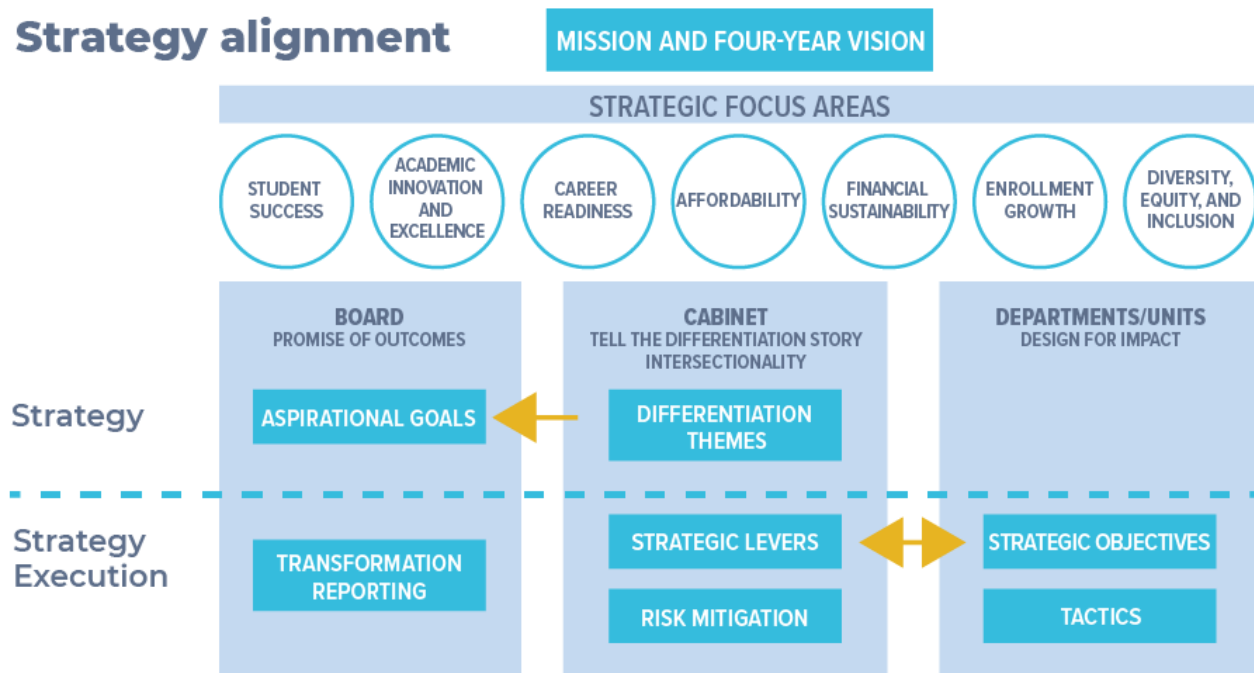 Strategy alignment
MISSION AND FOUR-YEAR VISION
STRATEGIC FOCUS AREAS
STUDENT
SUCCESS
ACADEMIC
INNOVATION
AND
EXCELLENCE
CAREER
READINESS
AFFORDABILITY
FINANCIAL
SUSTAINABILITY
ENROLLMENT
GROWTH
DIVERSITY,
EQUITY, AND
INCLUSION
BOARD
PROMISE OF OUTCOMES
CABINET
TELL THE DIFFERENTIATION STORY
INTERSECTIONALITY
DEPARTMENTS/UNITS
DESIGN FOR IMPACT
Strategy
ASPIRATIONAL GOALS
DIFFERENTIATION
THEMES
Strategy
Execution
TRANSFORMATION
REPORTING
STRATEGIC LEVERS
RISK MITIGATION
STRATEGIC OBJECTIVES
TACTICS